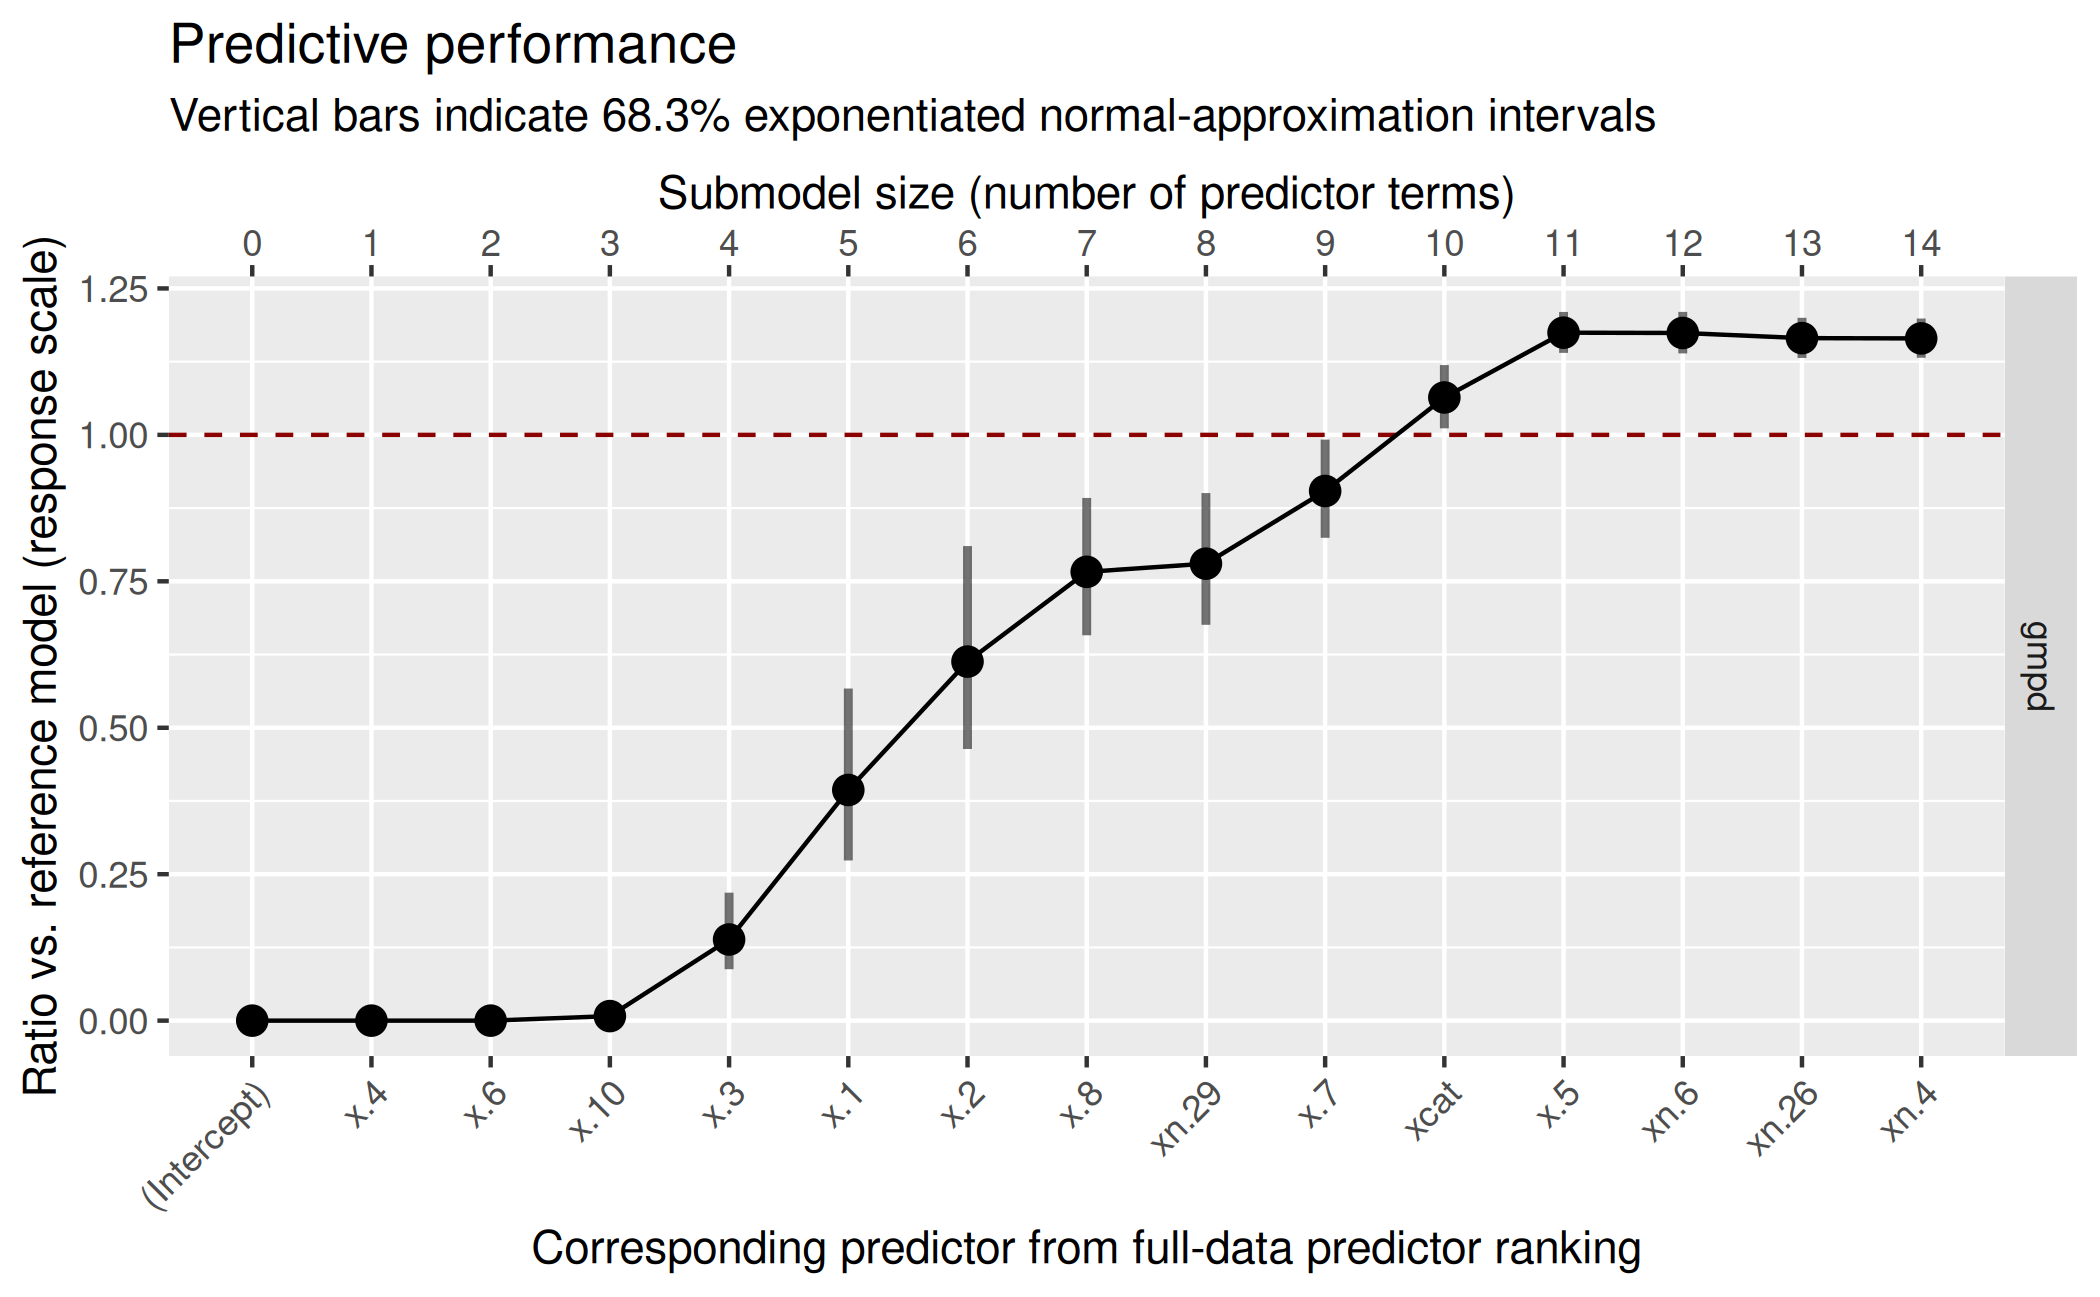 Predictive performance
Vertical bars indicate 68.3% exponentiated normal-approximation intervals
Submodel size (number of predictor terms)
0 1 2 3 4 5 6 7 8 9 10 11 12 13 14
Ratio vs. reference model (response scale)
1.25
1.00
0.75
0.50
0.25
0.00
gmpd
(Intercept) x.4 x.6 x.10 x.3 x.1 x.2 x.8 xn.29 x.7 xcat x.5 xn.6 xn.26 xn.4
Corresponding predictor from full-data predictor ranking